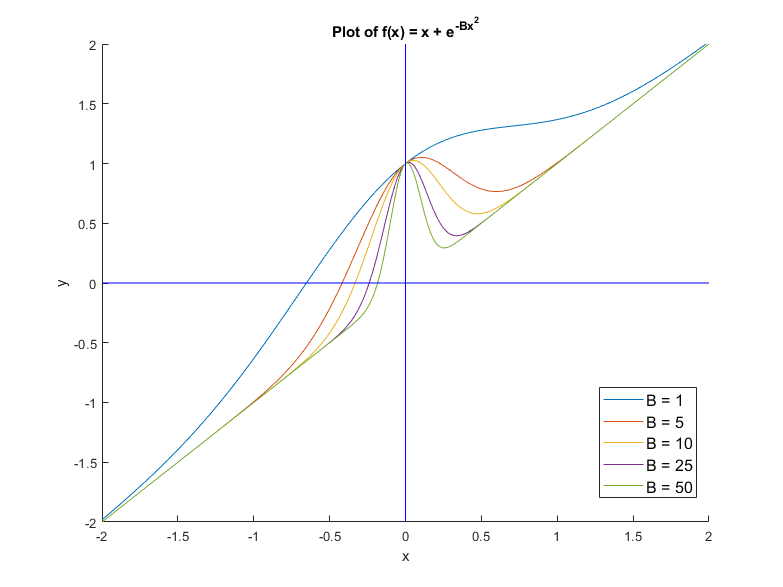 Plot of f(x) = x + e^-Bx^2
2
1.5
1
0.5
0
-0.5
-1
-1.5
-2
y
-2 -1.5 -1 -0.5 0 0.5 1 1.5 2
x
B = 1
B = 5
B = 10
B = 25
B = 50